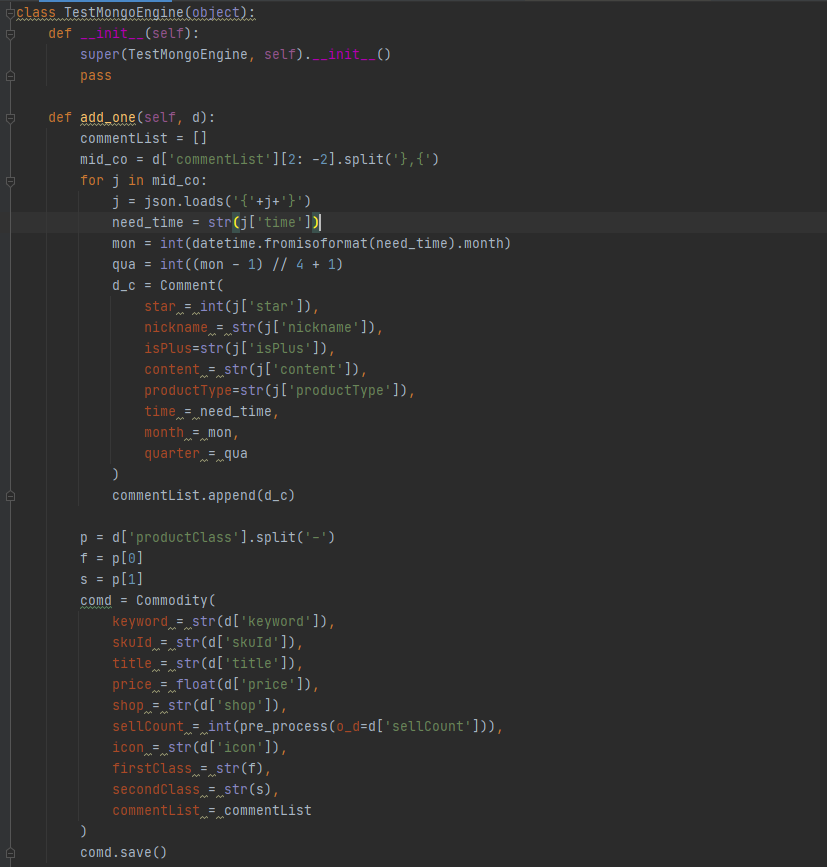 class TestMongoEngine(object):
    def __init__(self):
        super(TestMongoEngine, self).__init__()
        pass

    def add_one(self, d):
        commentList = []
        mid_co = d['commentList'][2: -2].split('},{')
        for j in mid_co:
            j = json.loads('{'+j+'}')
            need_time = str(j['time'])
            mon = int(datetime.fromisoformat(need_time).month)
            qua = int((mon - 1) // 4 + 1)
            d_c = Comment(
                star = int(j['star']),
                nickname = str(j['nickname']),
                isPlus=str(j['isPlus']),
                content = str(j['content']),
                productType=str(j['productType']),
                time = need_time,
                month = mon,
                quarter = qua
            )
            commentList.append(d_c)

        p = d['productClass'].split('-')
        f = p[0]
        s = p[1]
        comd = Commodity(
            keyword = str(d['keyword']),
            skuId = str(d['skuId']),
            title = str(d['title']),
            price = float(d['price']),
            shop = str(d['shop']),
            sellCount = int(pre_process(o_d=d['sellCount'])),
            icon = str(d['icon']),
            firstClass = str(f),
            secondClass = str(s),
            commentList = commentList
        )
        comd.save()